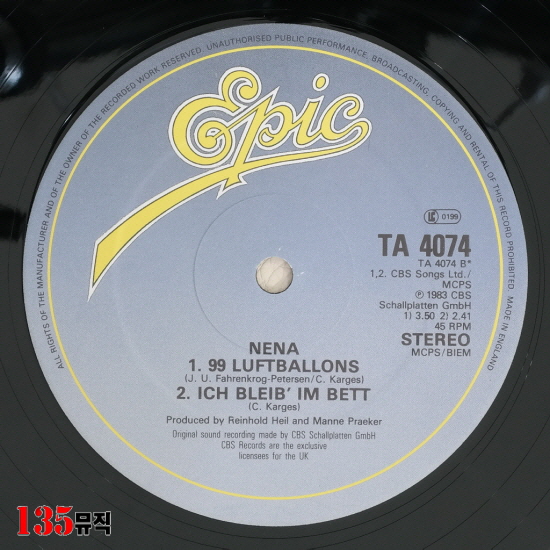 ALL RIGHTS OF THE MANUFACTURER AND OF THE OWNER OF THE RECORDED WORK RESERVED. UNAUTHORISED PUBLIC PERFORMANCE, BROADCASTING, COPYING AND RENTAL OF THIS RECORD PROHIBITED. MADE IN ENGLAND
Epic
LC 0199
TA 4074
TA 4074 B*
1,2. CBS Songs Ltd./
MCPS
℗ 1983 CBS
Schallplatten GmbH
1) 3.50 2) 2.41
45 RPM
STEREO
MCPS/BIEM
NENA
1. 99 LUFTBALLONS
(J. U. Fahrenkrog-Petersen/C. Karges)
2. ICH BLEIB' IM BETT
(C. Karges)
Produced by Reinhold Heil and Manne Praeker
Original sound recording made by CBS Schallplatten GmbH
CBS Records are the exclusive
licensees for the UK
135뮤직